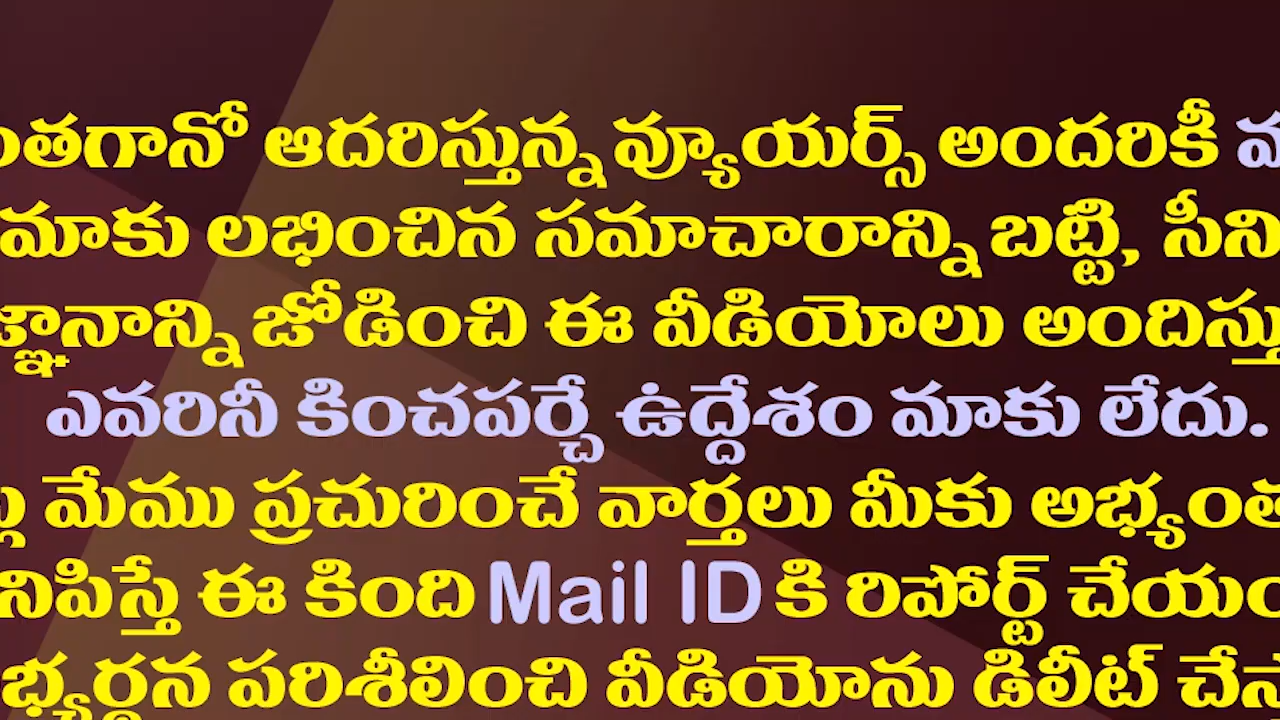 ంతగానో ఆదరిస్తున్న వ్యూయర్స్ అందరికీ
మాకు లభించిన సమాచారాన్ని బట్టి, సీని
జ్ఞానాన్ని జోడించి ఈ వీడియోలు అందిస్తు
ఎవరినీ కించపర్చే ఉద్దేశం మాకు లేదు.
మేము ప్రచురించే వార్తలు మీకు అభ్యంత
నిపిస్తే ఈ కింది Mail ID కి రిపోర్ట్ చేయం
భ్యర్థన పరిశీలించి వీడియోను డిలీట్ చేస